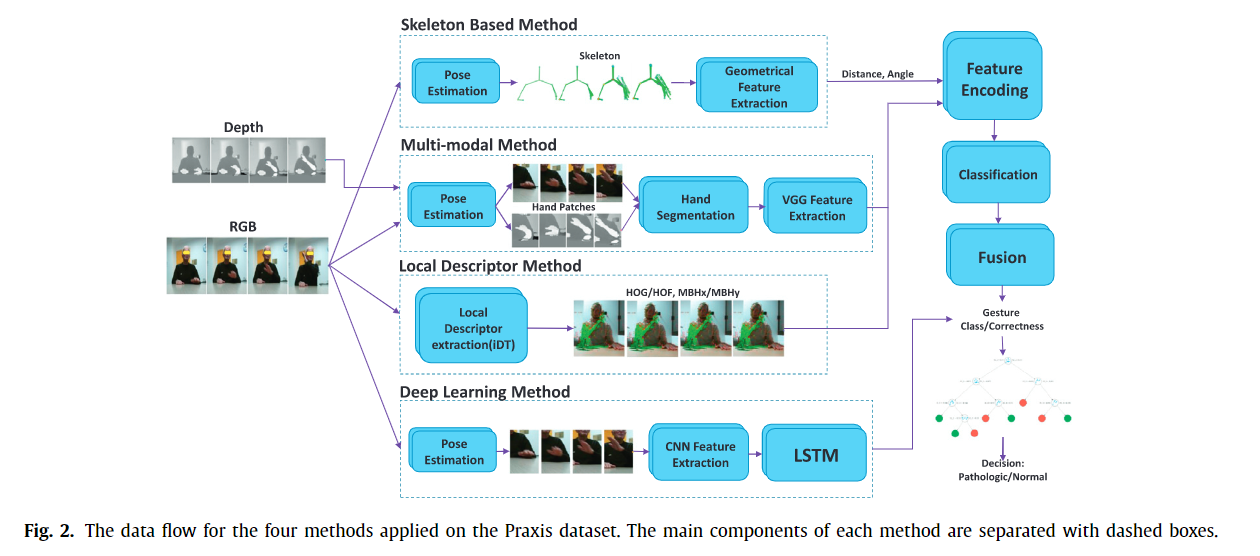 Skeleton Based Method
Pose
Estimation
Skeleton
Geometrical
Feature
Extraction
Distance, Angle
Feature
Encoding
Depth
Multi-modal Method
Pose
Estimation
Hand Patches
Hand
Segmentation
VGG Feature
Extraction
Classification
RGB
Fusion
Local Descriptor Method
Local
Descriptor
extraction(iDT)
HOG/HOF, MBHx/MBHy
Gesture
Class/Correctness
Deep Learning Method
Pose
Estimation
CNN Feature
Extraction
LSTM
Decision:
Pathologic/Normal
Fig. 2. The data flow for the four methods applied on the Praxis dataset. The main components of each method are separated with dashed boxes.